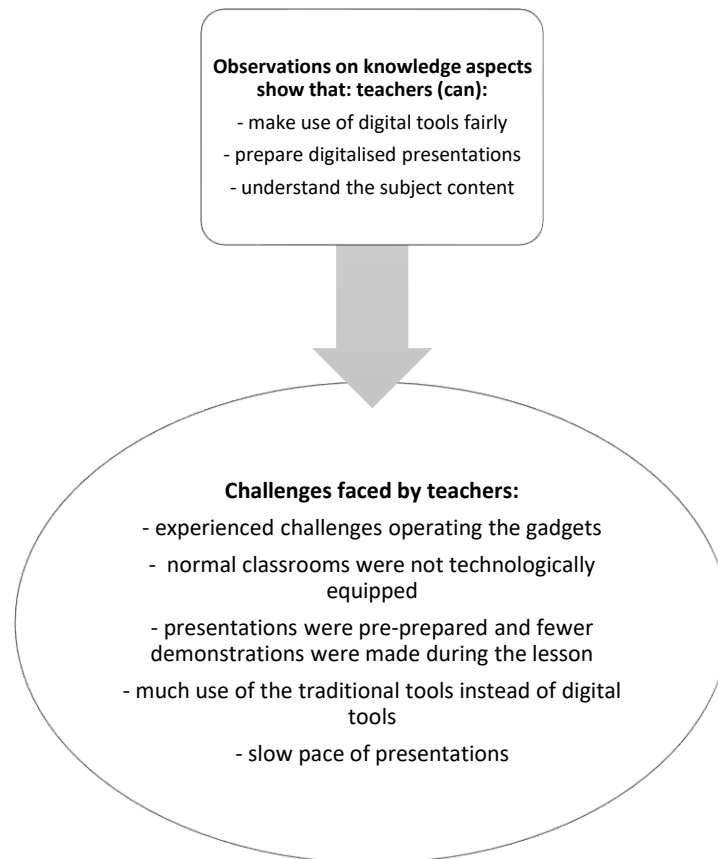 Observations on knowledge aspects
show that: teachers (can):
- make use of digital tools fairly
- prepare digitalised presentations
- understand the subject content
Challenges faced by teachers:
- experienced challenges operating the gadgets
- normal classrooms were not technologically
equipped
- presentations were pre-prepared and fewer
demonstrations were made during the lesson
- much use of the traditional tools instead of digital
tools
- slow pace of presentations